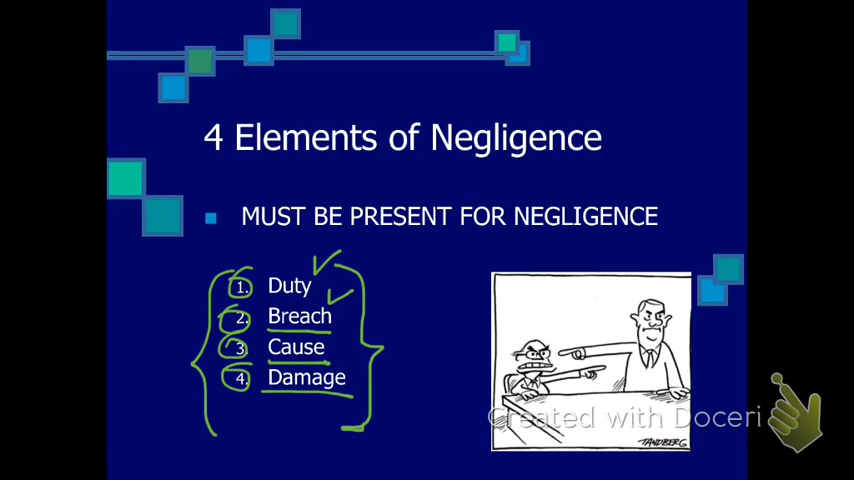 4 Elements of Negligence
MUST BE PRESENT FOR NEGLIGENCE
1. Duty
2. Breach
3. Cause
4. Damage
Created with Doceri
TANDBERG